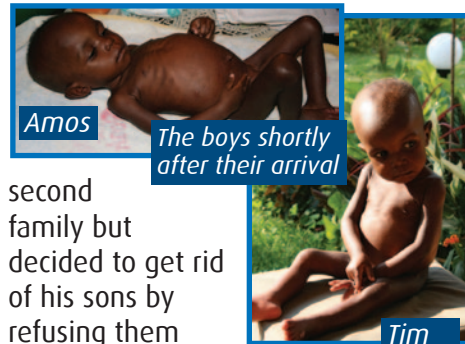 Amos
The boys shortly
after their arrival
second
family but
decided to get rid
of his sons by
refusing them
Tim